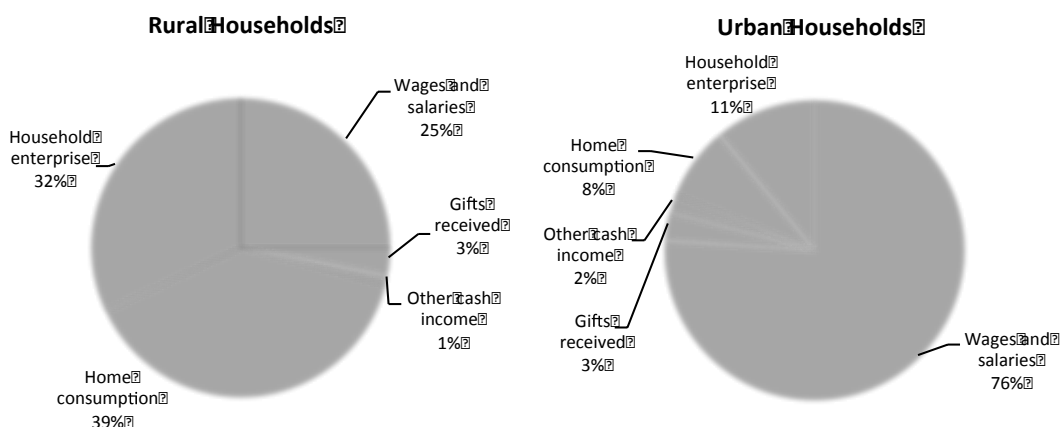 Rural Households
Wages and
salaries
25%
Gifts
received
3%
Other cash
income
1%
Home
consumption
39%
Household
enterprise
32%
Urban Households
Household
enterprise
11%
Home
consumption
8%
Other cash
income
2%
Gifts
received
3%
Wages and
salaries
76%